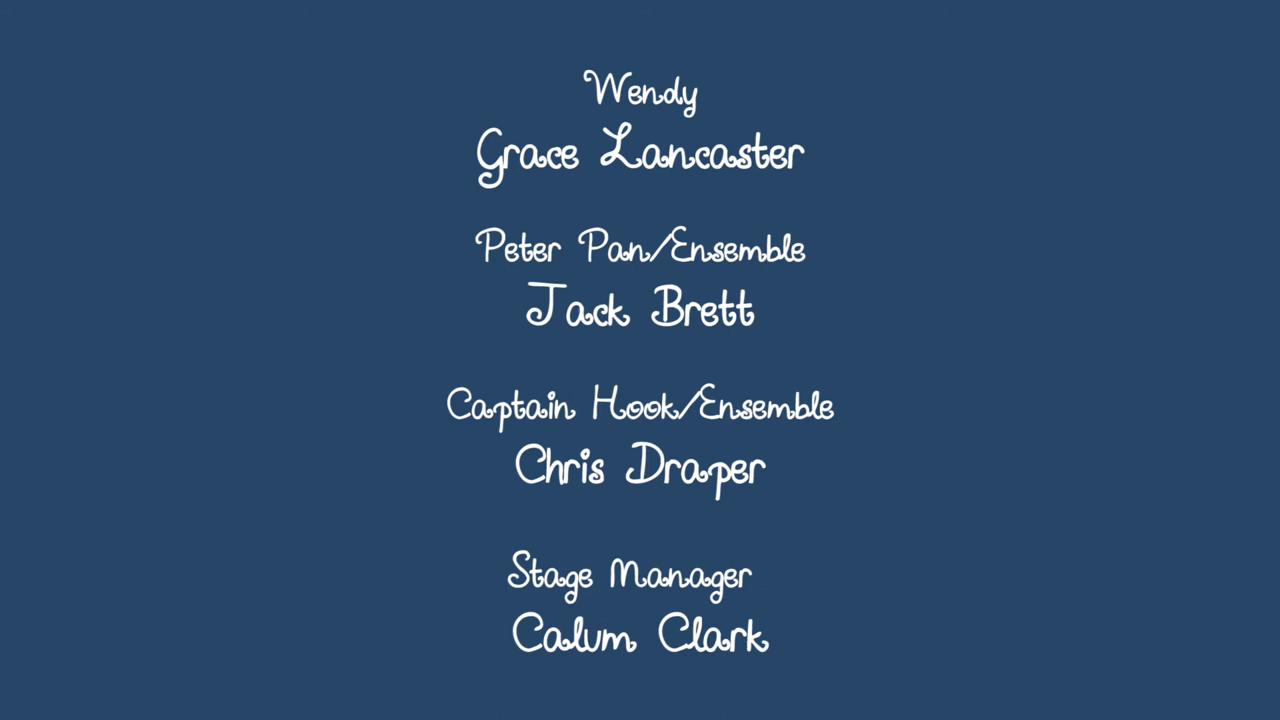 Wendy
Grace Lancaster
Peter Pan/Ensemble
Jack Brett
Captain Hook/Ensemble
Chris Draper
Stage Manager
Calum Clark